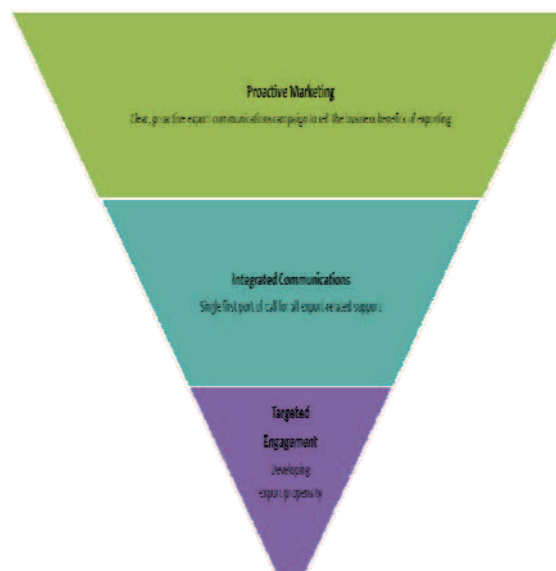 Proactive Marketing
Clear, proactive export communications campaign to sell the business benefits of exporting
Integrated Communications
Single first port of call for all export-related support
Targeted
Engagement
Developing
export propensity